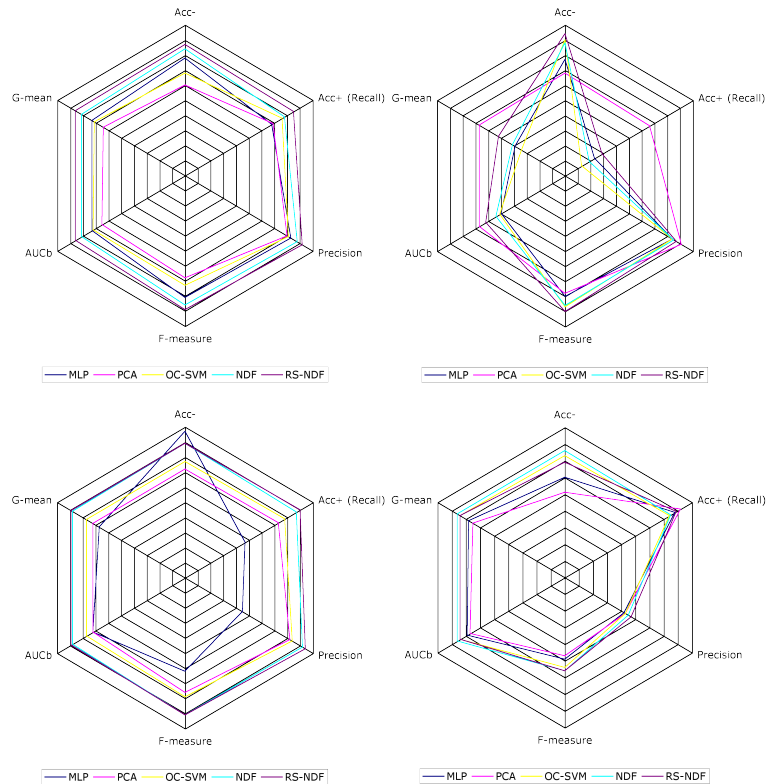 Acc-
Acc-
G-mean
Acc+ (Recall)
G-mean
Acc+ (Recall)
AUCb
Precision
AUCb
Precision
F-measure
F-measure
MLP PCA OC-SVM NDF RS-NDF
MLP PCA OC-SVM NDF RS-NDF
Acc-
Acc-
G-mean
Acc+ (Recall)
G-mean
Acc+ (Recall)
AUCb
Precision
AUCb
Precision
F-measure
F-measure
MLP PCA OC-SVM NDF RS-NDF
MLP PCA OC-SVM NDF RS-NDF